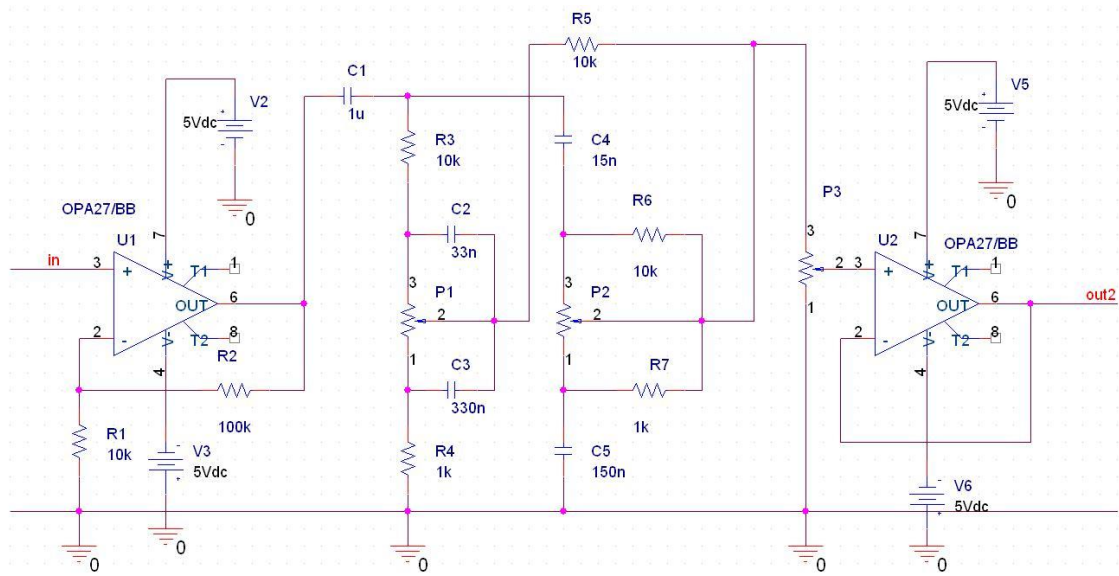 R5
10k
C1
1u
V2
5Vdc
V5
5Vdc
R3
10k
C4
15n
P3
OPA27/BB
U1
7
V+
0
C2
33n
R6
10k
3
U2
7
V+
0
OPA27/BB
in
3
+
T1
1
OUT
6
3
P1
2
3
P2
2
2
3
+
T1
1
OUT
6
out2
2
-
T2
8
V-
4
R2
100k
1
C3
330n
1
R7
1k
1
2
-
T2
8
V-
4
R1
10k
V3
5Vdc
R4
1k
C5
150n
V6
5Vdc
0
0
0
0
0